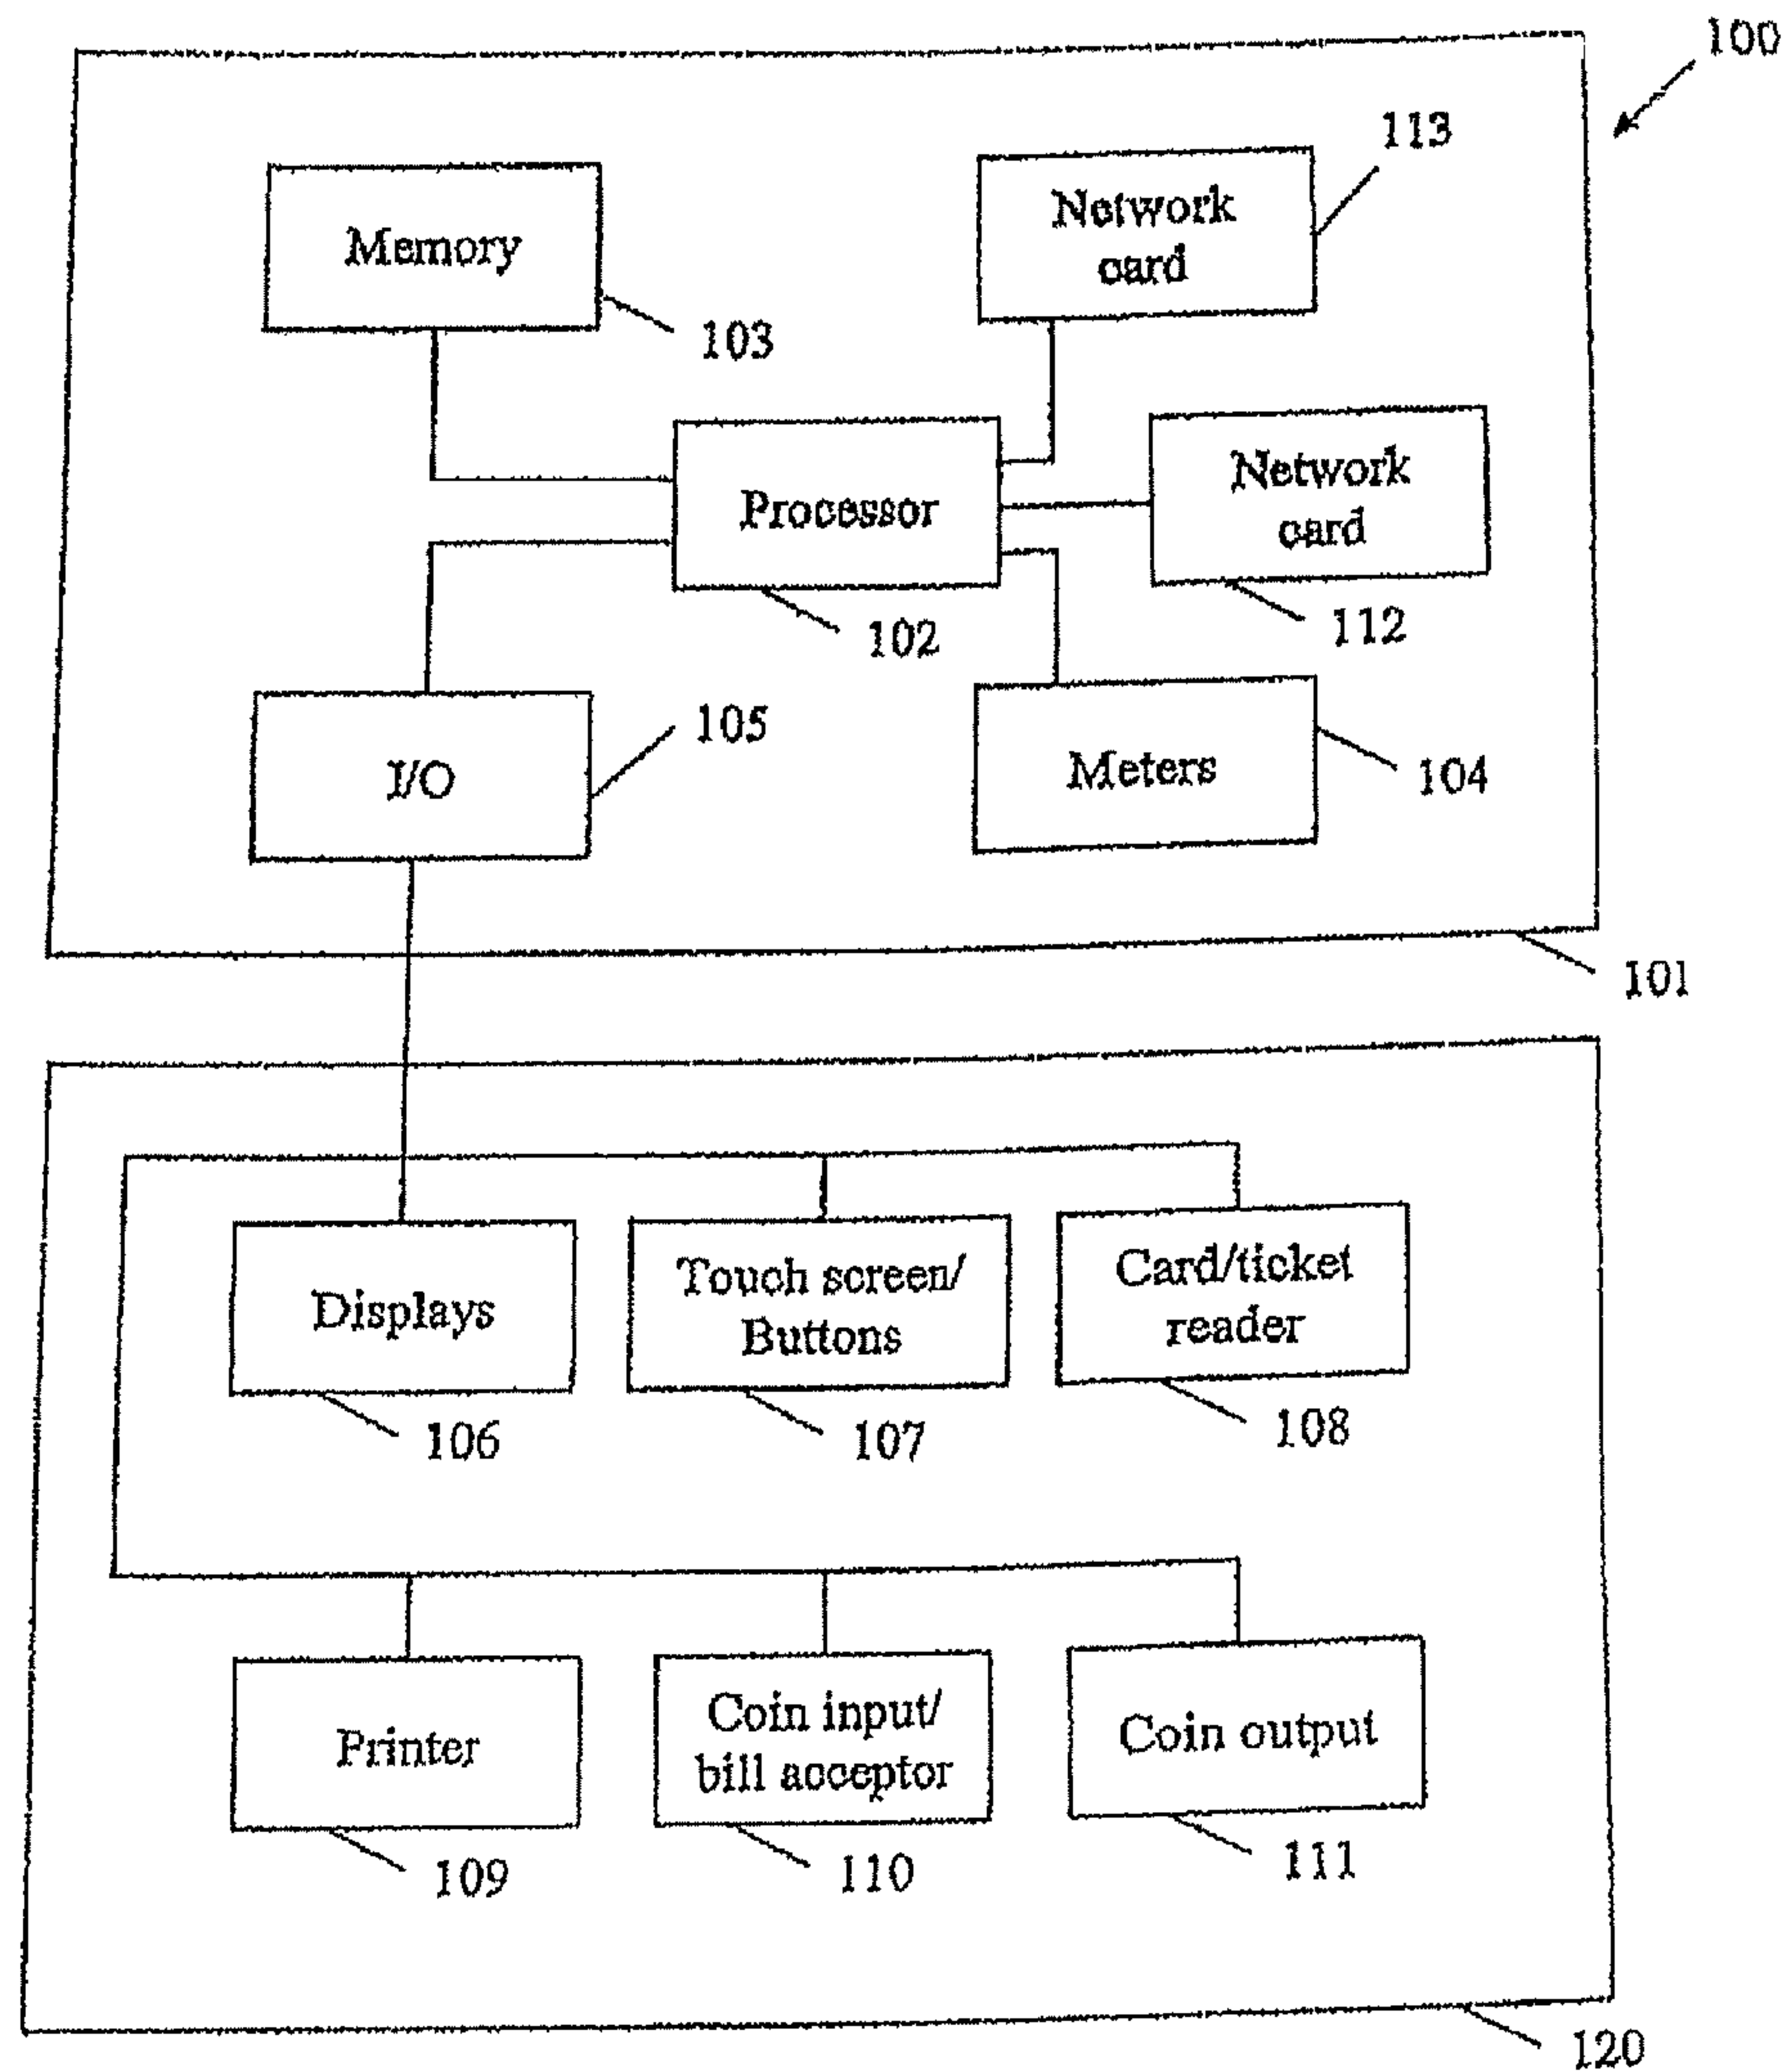 100
113
Memory
Network
card
103
Processor
Network
card
102
112
I/O
105
Meters
104
101
Displays
Touch screen/
Buttons
Card/ticket
reader
106
107
108
Printer
Coin input/
bill acceptor
Coin output
109
110
111
120